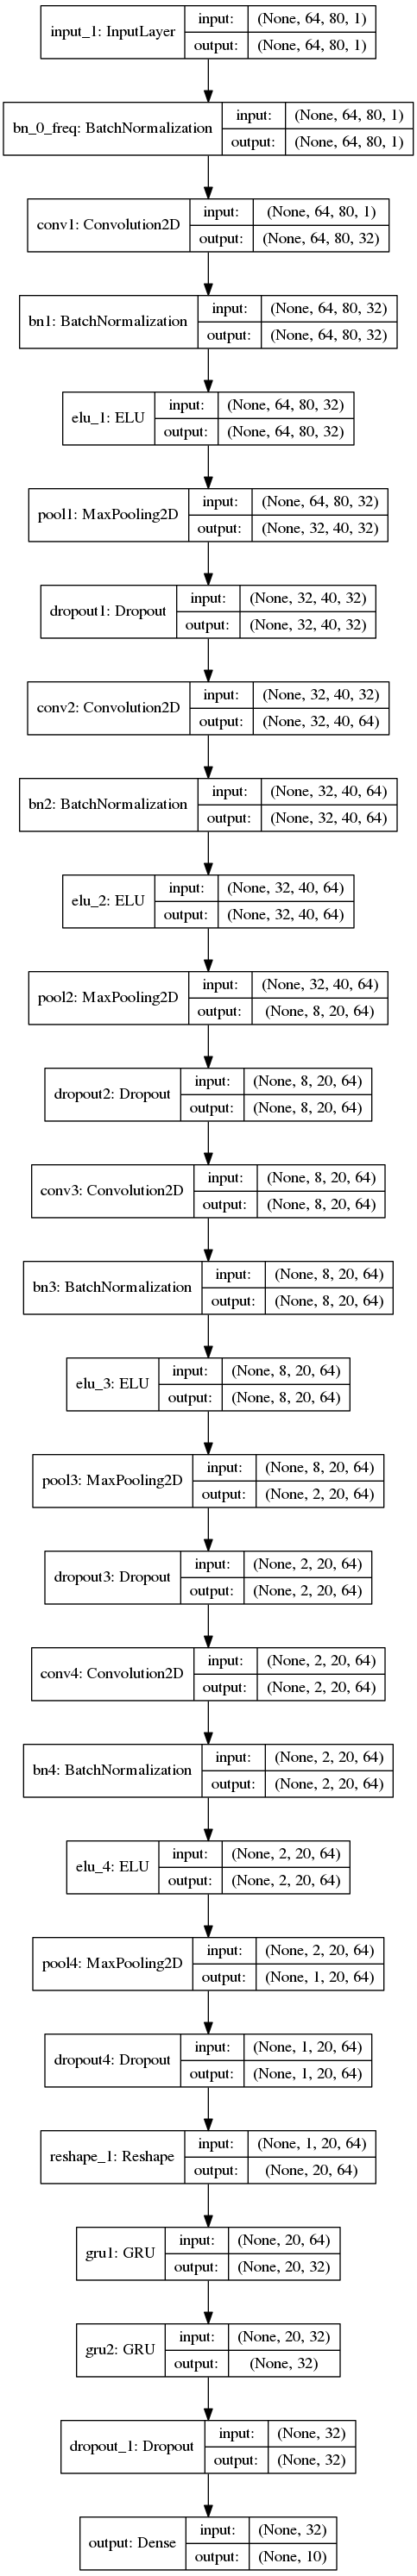 input_1: InputLayer
input: (None, 64, 80, 1)
output: (None, 64, 80, 1)
bn_0_freq: BatchNormalization
input: (None, 64, 80, 1)
output: (None, 64, 80, 1)
conv1: Convolution2D
input: (None, 64, 80, 1)
output: (None, 64, 80, 32)
bn1: BatchNormalization
input: (None, 64, 80, 32)
output: (None, 64, 80, 32)
elu_1: ELU
input: (None, 64, 80, 32)
output: (None, 64, 80, 32)
pool1: MaxPooling2D
input: (None, 64, 80, 32)
output: (None, 32, 40, 32)
dropout1: Dropout
input: (None, 32, 40, 32)
output: (None, 32, 40, 32)
conv2: Convolution2D
input: (None, 32, 40, 32)
output: (None, 32, 40, 64)
bn2: BatchNormalization
input: (None, 32, 40, 64)
output: (None, 32, 40, 64)
elu_2: ELU
input: (None, 32, 40, 64)
output: (None, 32, 40, 64)
pool2: MaxPooling2D
input: (None, 32, 40, 64)
output: (None, 8, 20, 64)
dropout2: Dropout
input: (None, 8, 20, 64)
output: (None, 8, 20, 64)
conv3: Convolution2D
input: (None, 8, 20, 64)
output: (None, 8, 20, 64)
bn3: BatchNormalization
input: (None, 8, 20, 64)
output: (None, 8, 20, 64)
elu_3: ELU
input: (None, 8, 20, 64)
output: (None, 8, 20, 64)
pool3: MaxPooling2D
input: (None, 8, 20, 64)
output: (None, 2, 20, 64)
dropout3: Dropout
input: (None, 2, 20, 64)
output: (None, 2, 20, 64)
conv4: Convolution2D
input: (None, 2, 20, 64)
output: (None, 2, 20, 64)
bn4: BatchNormalization
input: (None, 2, 20, 64)
output: (None, 2, 20, 64)
elu_4: ELU
input: (None, 2, 20, 64)
output: (None, 2, 20, 64)
pool4: MaxPooling2D
input: (None, 2, 20, 64)
output: (None, 1, 20, 64)
dropout4: Dropout
input: (None, 1, 20, 64)
output: (None, 1, 20, 64)
reshape_1: Reshape
input: (None, 1, 20, 64)
output: (None, 20, 64)
gru1: GRU
input: (None, 20, 64)
output: (None, 20, 32)
gru2: GRU
input: (None, 20, 32)
output: (None, 32)
dropout_1: Dropout
input: (None, 32)
output: (None, 32)
output: Dense
input: (None, 32)
output: (None, 10)